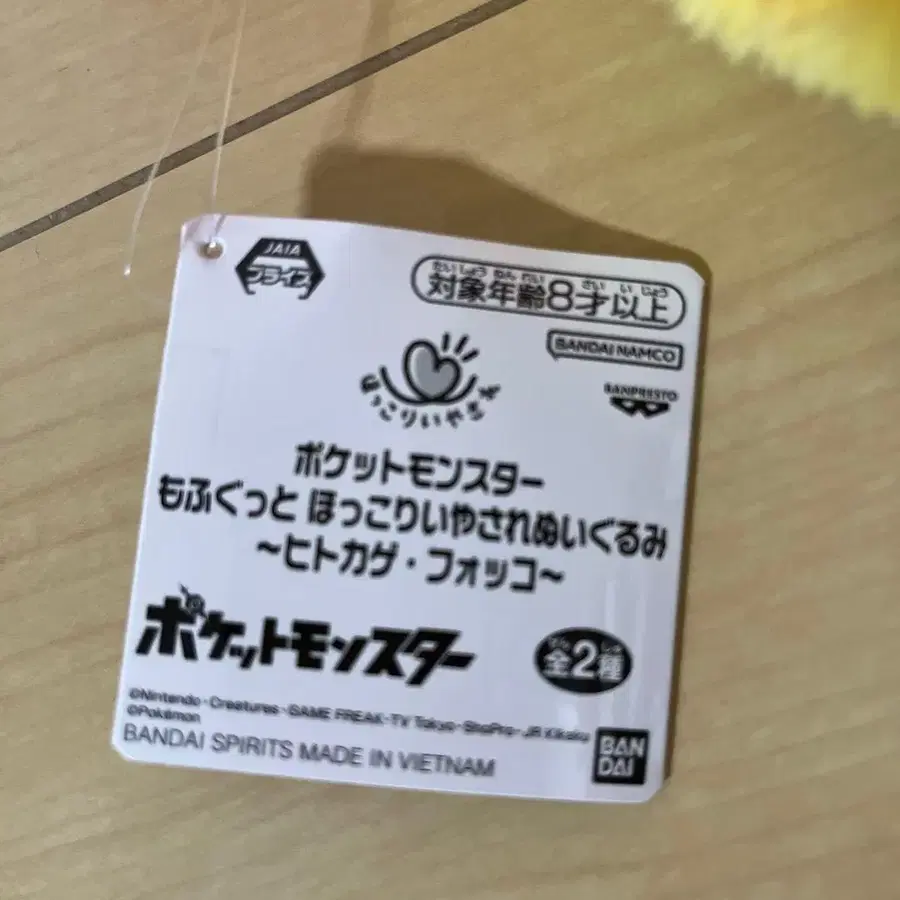 JAIA
プライズ
たいしょうねんれい さい いじょう
対象年齢8才以上
BANDAI NAMCO
BANPRESTO
ほっこりいやされ
ポケットモンスター
もふぐっと ほっこりいやされぬいぐるみ
～ヒトカゲ・フォッコ～
ポケットモンスター
ぜん しゅ
全2種
©Nintendo・Creatures・GAME FREAK・TV Tokyo・ShoPro・JR Kikaku
©Pokémon
BANDAI SPIRITS MADE IN VIETNAM
BAN
DAI